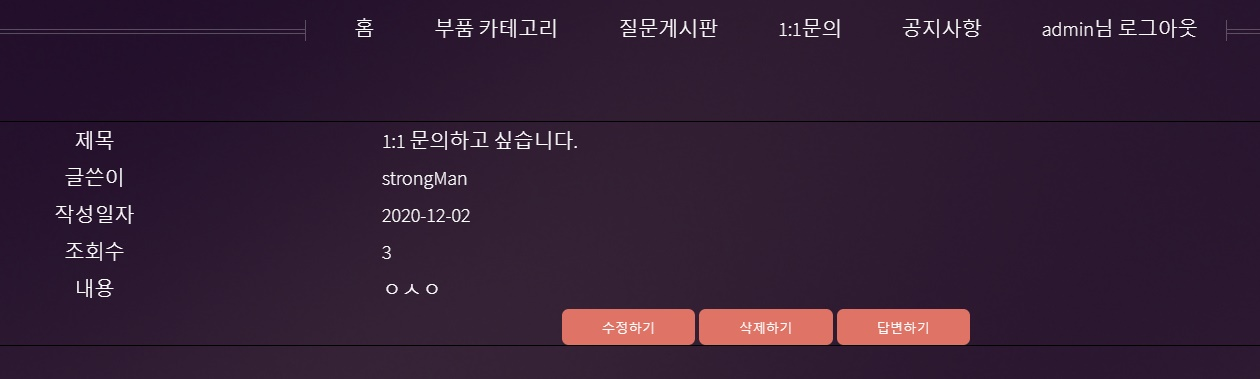 홈 부품 카테고리 질문게시판 1:1문의 공지사항 admin님 로그아웃
제목 1:1 문의하고 싶습니다.
글쓴이 strongMan
작성일자 2020-12-02
조회수 3
내용 ㅇㅅㅇ
수정하기 삭제하기 답변하기